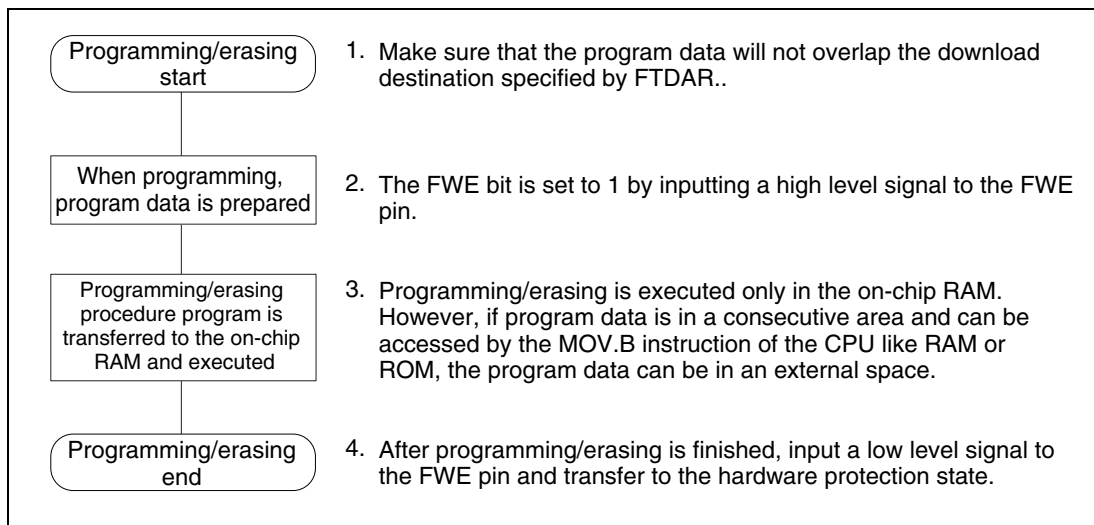 Programming/erasing
start
1. Make sure that the program data will not overlap the download
destination specified by FTDAR..
When programming,
program data is prepared
2. The FWE bit is set to 1 by inputting a high level signal to the FWE
pin.
Programming/erasing
procedure program is
transferred to the on-chip
RAM and executed
3. Programming/erasing is executed only in the on-chip RAM.
However, if program data is in a consecutive area and can be
accessed by the MOV.B instruction of the CPU like RAM or
ROM, the program data can be in an external space.
Programming/erasing
end
4. After programming/erasing is finished, input a low level signal to
the FWE pin and transfer to the hardware protection state.